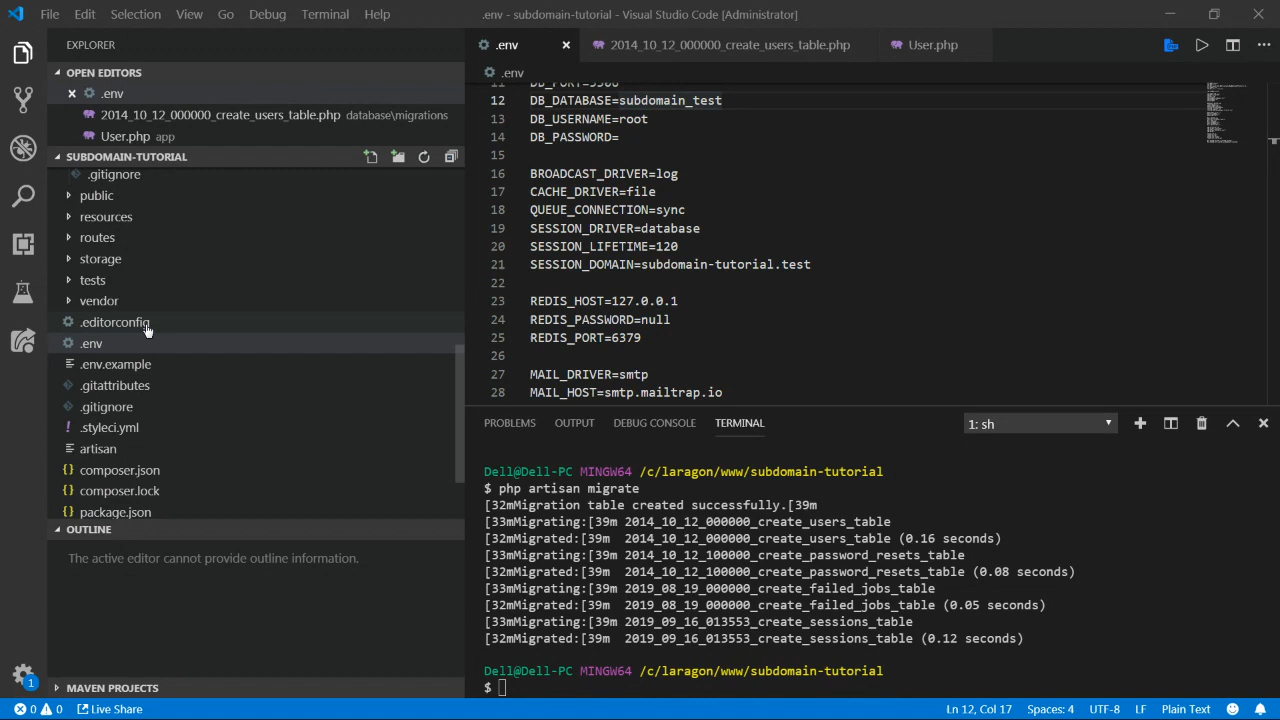 File Edit Selection View Go Debug Terminal Help .env - subdomain-tutorial - Visual Studio Code [Administrator]
EXPLORER
OPEN EDITORS
.env
2014_10_12_000000_create_users_table.php database\migrations
User.php app
SUBDOMAIN-TUTORIAL
.gitignore
public
resources
routes
storage
tests
vendor
.editorconfig
.env
.env.example
.gitattributes
.gitignore
.styleci.yml
artisan
composer.json
composer.lock
package.json
OUTLINE
The active editor cannot provide outline information.
MAVEN PROJECTS
.env 2014_10_12_000000_create_users_table.php User.php
.env
11 DB_PORT=3306
12 DB_DATABASE=subdomain_test
13 DB_USERNAME=root
14 DB_PASSWORD=
15
16 BROADCAST_DRIVER=log
17 CACHE_DRIVER=file
18 QUEUE_CONNECTION=sync
19 SESSION_DRIVER=database
20 SESSION_LIFETIME=120
21 SESSION_DOMAIN=subdomain-tutorial.test
22
23 REDIS_HOST=127.0.0.1
24 REDIS_PASSWORD=null
25 REDIS_PORT=6379
26
27 MAIL_DRIVER=smtp
28 MAIL_HOST=smtp.mailtrap.io
PROBLEMS OUTPUT DEBUG CONSOLE TERMINAL 1: sh
Dell@Dell-PC MINGW64 /c/laragon/www/subdomain-tutorial
$ php artisan migrate
[32mMigration table created successfully.[39m
[33mMigrating:[39m 2014_10_12_000000_create_users_table
[32mMigrated:[39m  2014_10_12_000000_create_users_table (0.16 seconds)
[33mMigrating:[39m 2014_10_12_100000_create_password_resets_table
[32mMigrated:[39m  2014_10_12_100000_create_password_resets_table (0.08 seconds)
[33mMigrating:[39m 2019_08_19_000000_create_failed_jobs_table
[32mMigrated:[39m  2019_08_19_000000_create_failed_jobs_table (0.05 seconds)
[33mMigrating:[39m 2019_09_16_013553_create_sessions_table
[32mMigrated:[39m  2019_09_16_013553_create_sessions_table (0.12 seconds)
Dell@Dell-PC MINGW64 /c/laragon/www/subdomain-tutorial
$
1
0 0 Live Share Ln 12, Col 17 Spaces: 4 UTF-8 LF Plain Text